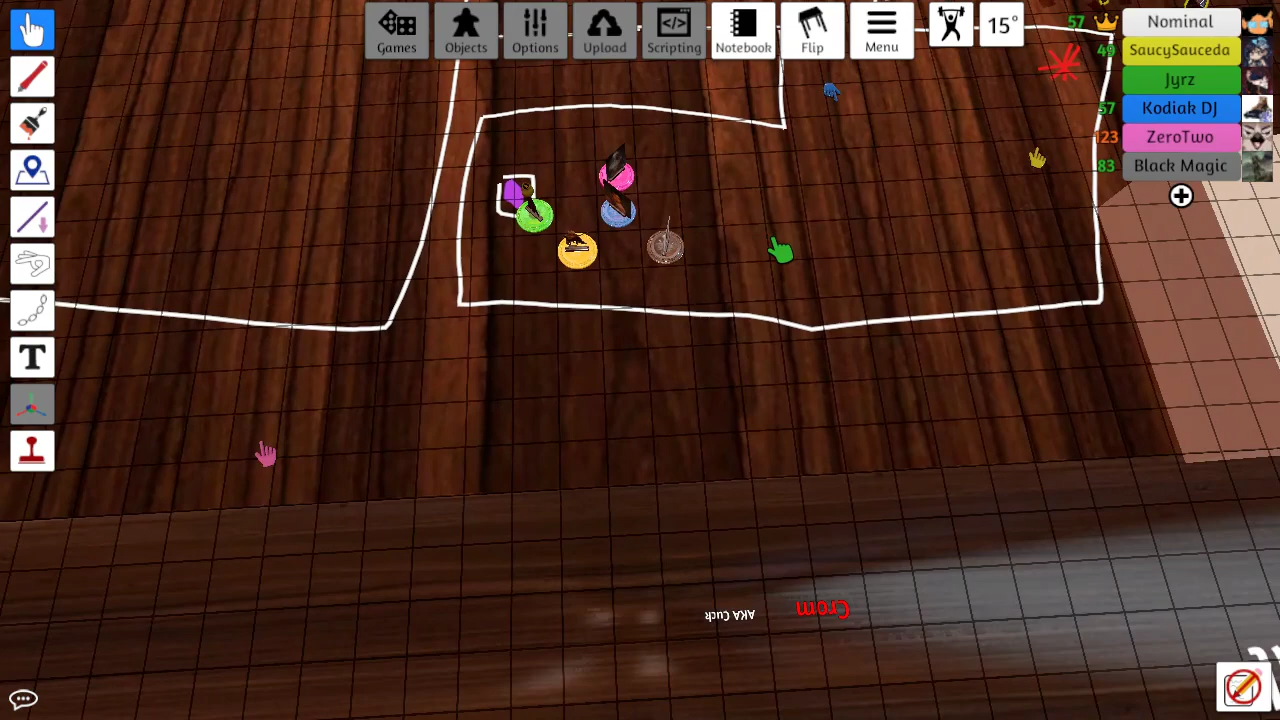 Games
Objects
Options
Upload
Scripting
Notebook
Flip
Menu
15°
57
Nominal
49
SaucySauceda
Jyrz
57
Kodiak DJ
123
ZeroTwo
83
Black Magic
T
AKA Cuck
Crom